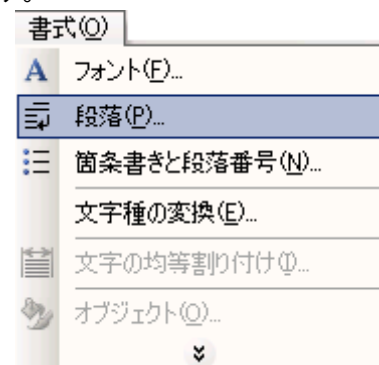 す。
書式(O)
フォント(F)...
段落(P)...
箇条書きと段落番号(N)...
文字種の変換(E)...
文字の均等割り付け(I)...
オブジェクト(O)...